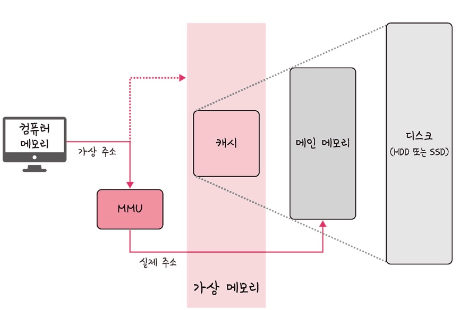 컴퓨터
메모리
가상 주소
MMU
실제 주소
캐시
가상 메모리
메인 메모리
디스크
(HDD 또는 SSD)